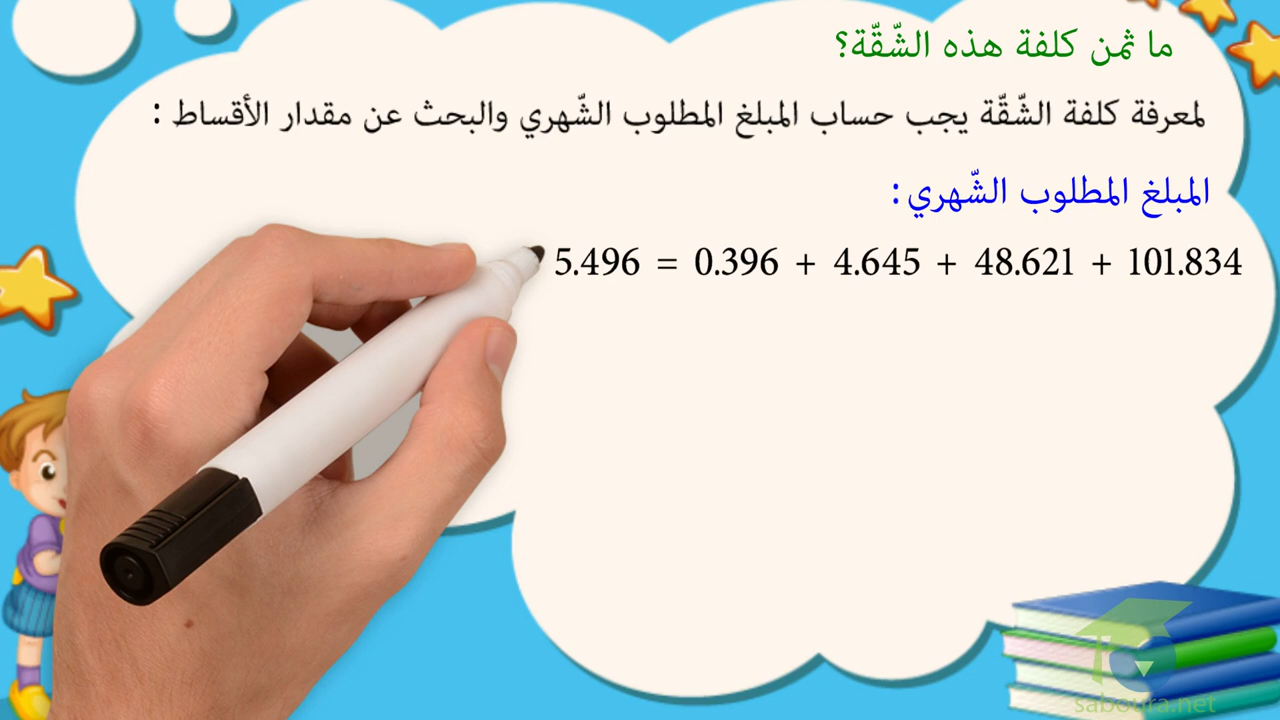 ما ثمن كلفة هذه الشّقّة؟
لمعرفة كلفة الشّقّة يجب حساب المبلغ المطلوب الشّهري والبحث عن مقدار الأقساط :
المبلغ المطلوب الشّهري :
5.496 = 0.396 + 4.645 + 48.621 + 101.834
saboura.net